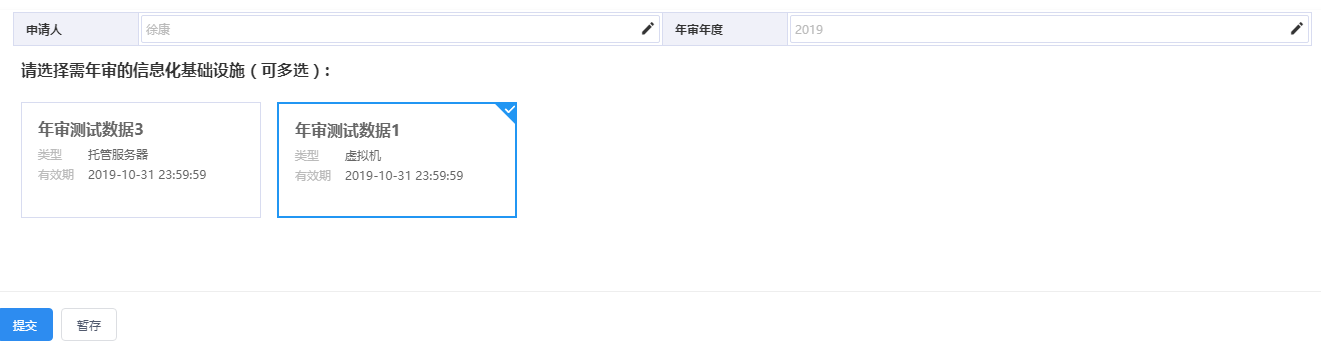 申请人 徐康 年审年度 2019
请选择需年审的信息化基础设施（可多选）：
年审测试数据3
类型 托管服务器
有效期 2019-10-31 23:59:59
年审测试数据1
类型 虚拟机
有效期 2019-10-31 23:59:59
提交 暂存